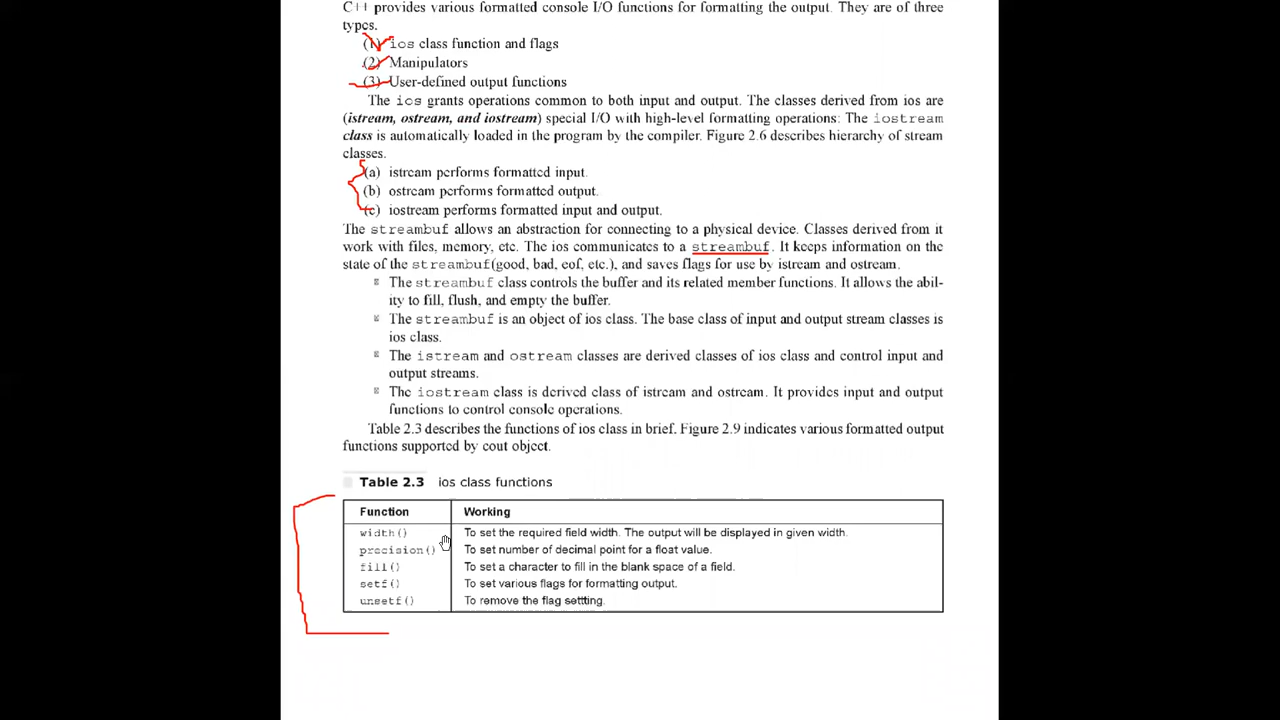 C++ provides various formatted console I/O functions for formatting the output. They are of three
types.
(1) ios class function and flags
(2) Manipulators
(3) User-defined output functions
The ios grants operations common to both input and output. The classes derived from ios are
(istream, ostream, and iostream) special I/O with high-level formatting operations: The iostream
class is automatically loaded in the program by the compiler. Figure 2.6 describes hierarchy of stream
classes.
(a) istream performs formatted input.
(b) ostream performs formatted output.
(c) iostream performs formatted input and output.
The streambuf allows an abstraction for connecting to a physical device. Classes derived from it
work with files, memory, etc. The ios communicates to a streambuf. It keeps information on the
state of the streambuf(good, bad, eof, etc.), and saves flags for use by istream and ostream.
The streambuf class controls the buffer and its related member functions. It allows the abil-
ity to fill, flush, and empty the buffer.
The streambuf is an object of ios class. The base class of input and output stream classes is
ios class.
The istream and ostream classes are derived classes of ios class and control input and
output streams.
The iostream class is derived class of istream and ostream. It provides input and output
functions to control console operations.
Table 2.3 describes the functions of ios class in brief. Figure 2.9 indicates various formatted output
functions supported by cout object.
Table 2.3 ios class functions
Function Working
width() To set the required field width. The output will be displayed in given width.
precision() To set number of decimal point for a float value.
fill() To set a character to fill in the blank space of a field.
setf() To set various flags for formatting output.
unsetf() To remove the flag settting.